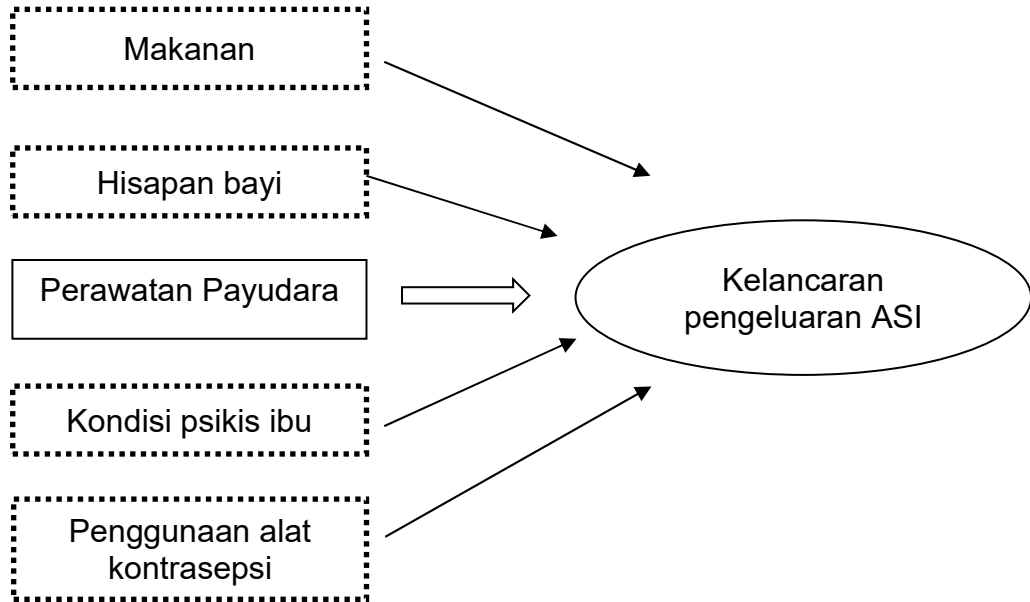 Makanan
Hisapan bayi
Perawatan Payudara
Kondisi psikis ibu
Penggunaan alat
kontrasepsi
Kelancaran
pengeluaran ASI